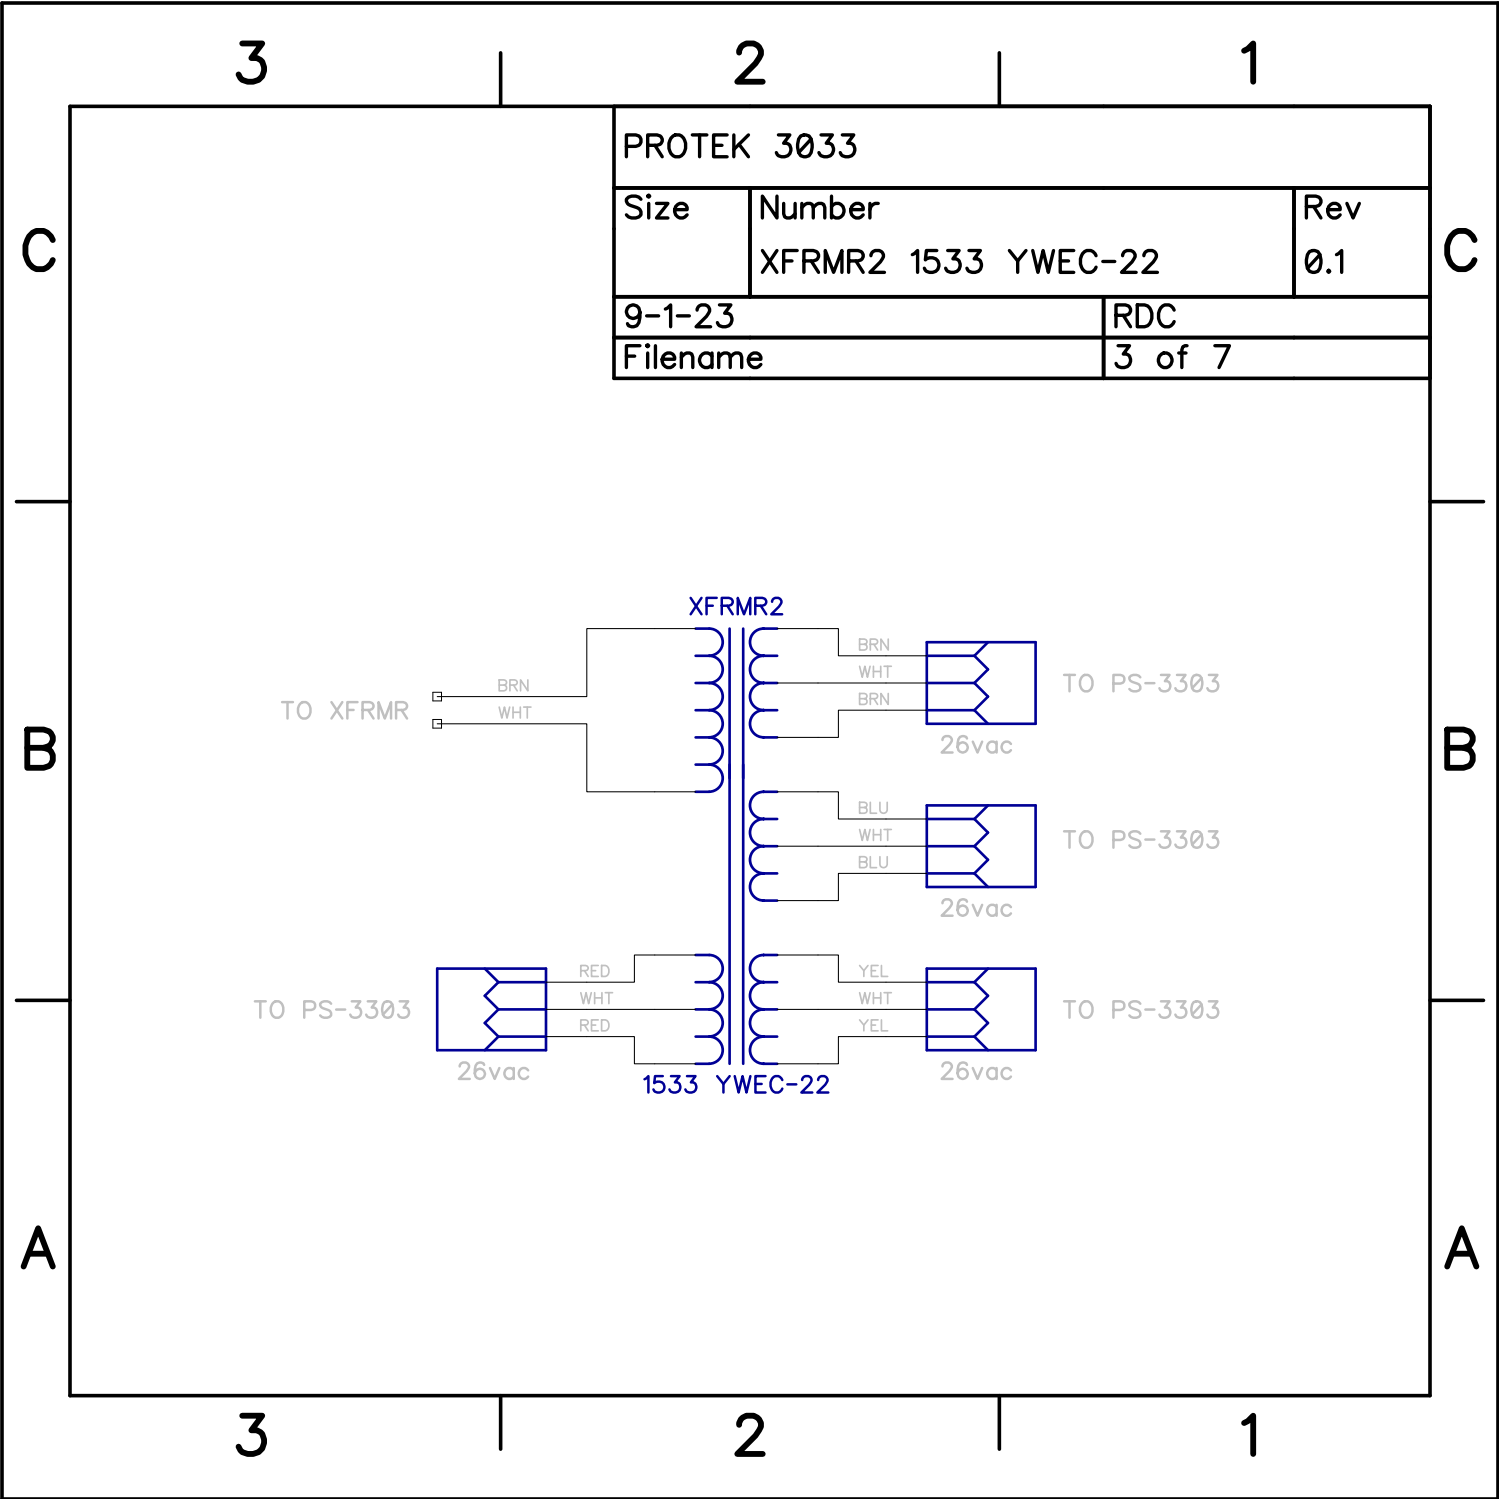 3 2 1
PROTEK 3033
Size Number Rev
XFRMR2 1533 YWEC-22 0.1
C C
9-1-23 RDC
Filename 3 of 7
XFRMR2
BRN
WHT
TO XFRMR
BRN
WHT
BRN
TO PS-3303
26vac
B B
BLU
WHT
BLU
TO PS-3303
26vac
TO PS-3303
RED
WHT
RED
26vac
YEL
WHT
YEL
TO PS-3303
26vac
1533 YWEC-22
A A
3 2 1